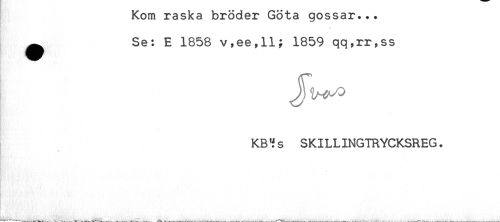 Kom raska bröder Göta gossar...
Se: E 1858 v,ee,ll; 1859 qq,rr,ss
Svas
KB's SKILLINGTRYCKSREG.